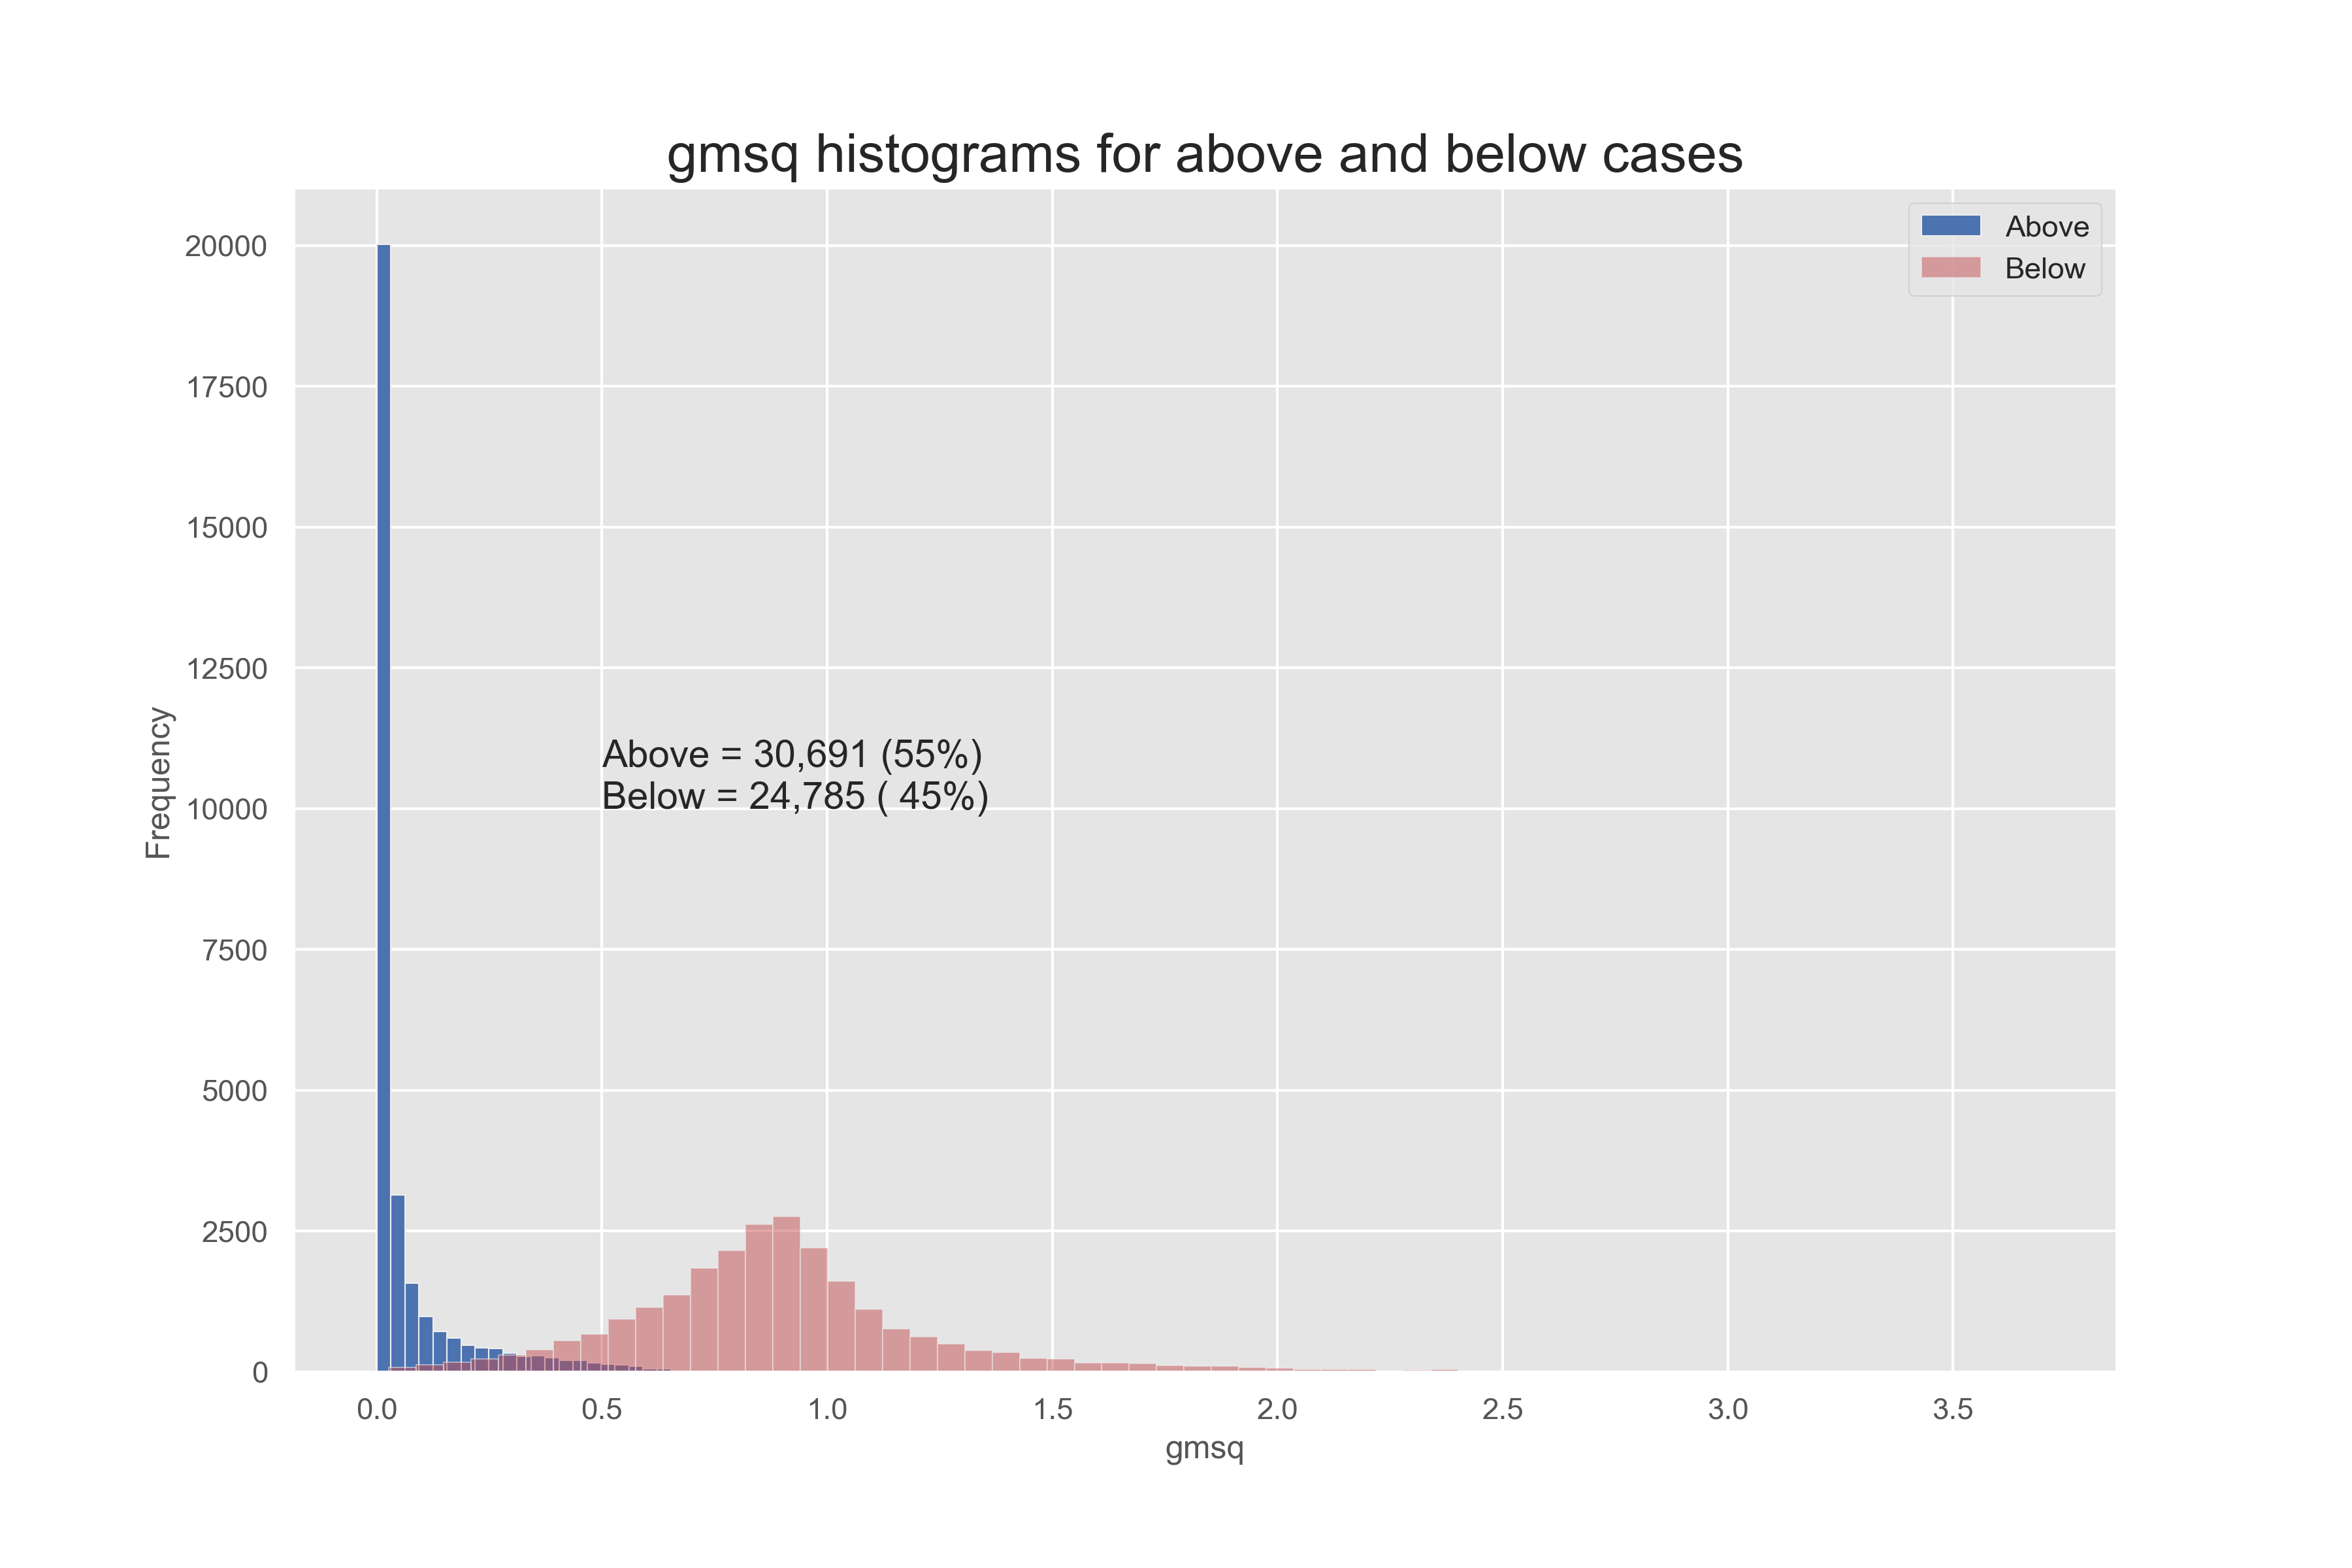 gmsq histograms for above and below cases
Above
Below
20000
17500
15000
12500
10000
7500
5000
2500
0
Frequency
Above = 30,691 (55%)
Below = 24,785 ( 45%)
0.0 0.5 1.0 1.5 2.0 2.5 3.0 3.5
gmsq